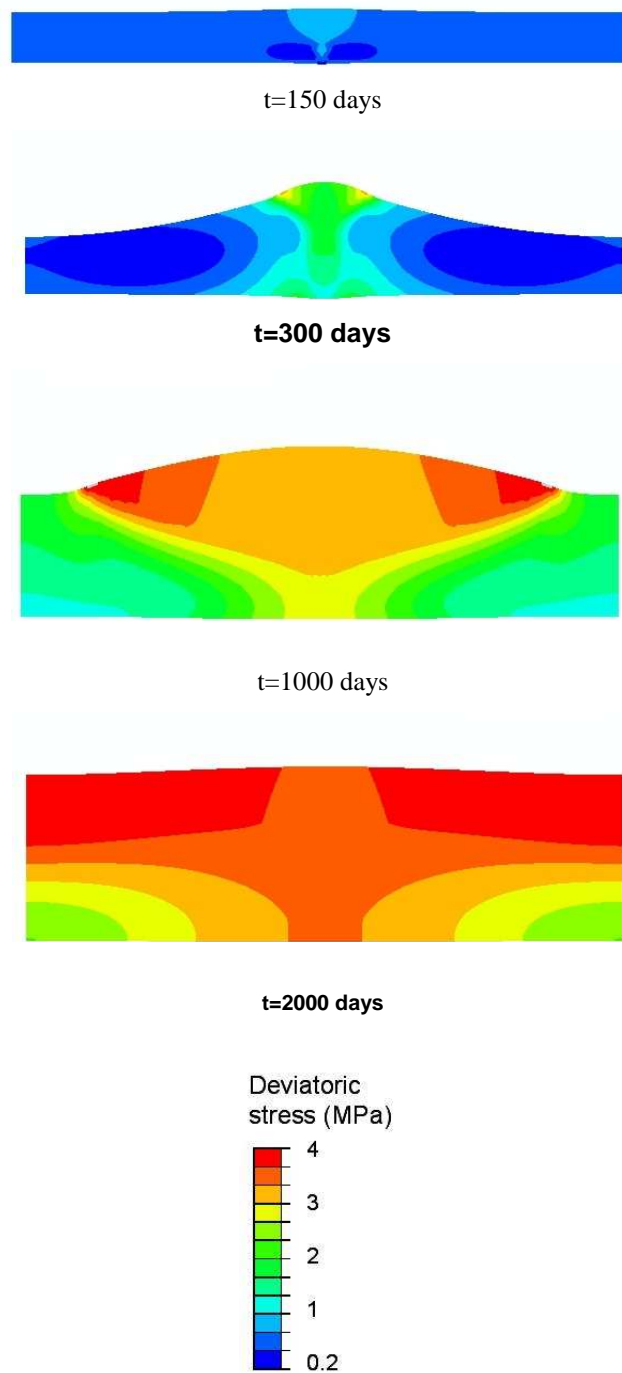 t=150 days
t=300 days
t=1000 days
t=2000 days
Deviatoric
stress (MPa)
4
3
2
1
0.2